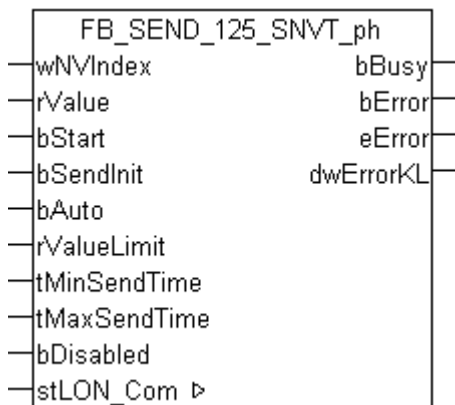 FB_SEND_125_SNVT_ph
wNVIndex bBusy
rValue bError
bStart eError
bSendInit dwErrorKL
bAuto
rValueLimit
tMinSendTime
tMaxSendTime
bDisabled
stLON_Com ▷